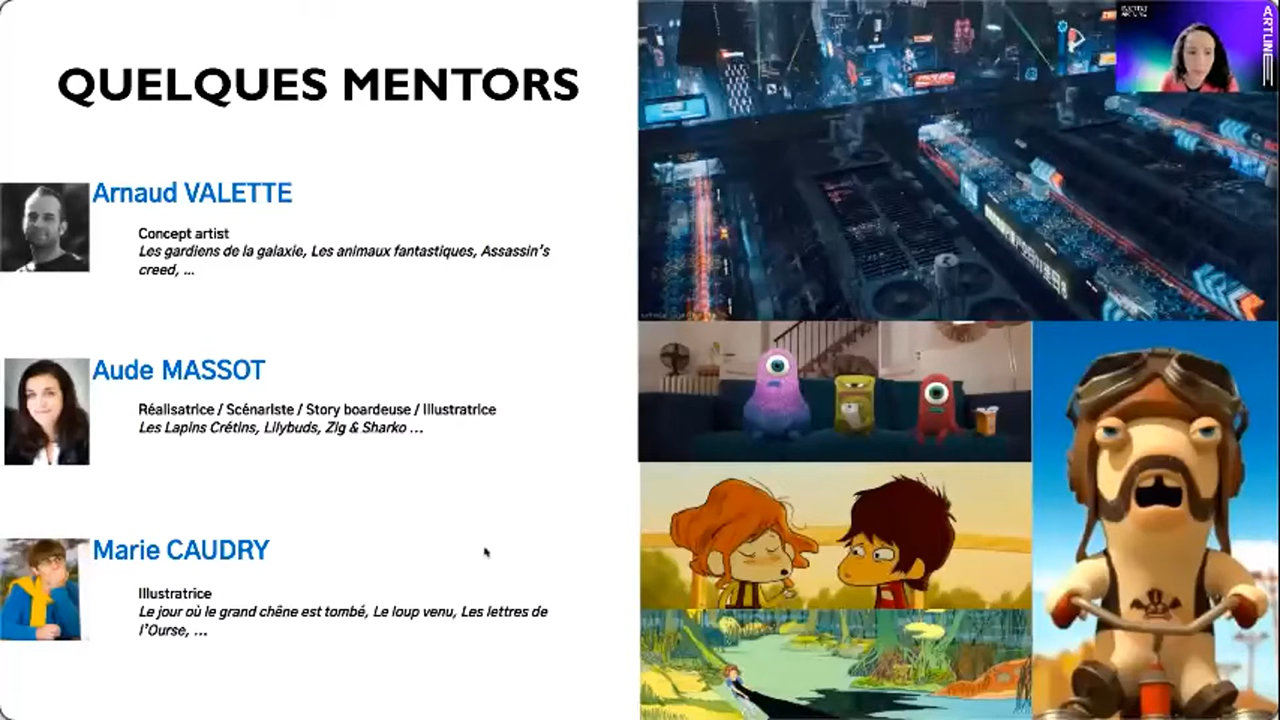 QUELQUES MENTORS
Arnaud VALETTE
Concept artist
Les gardiens de la galaxie, Les animaux fantastiques, Assassin's
creed, ...
Aude MASSOT
Réalisatrice / Scénariste / Story boardeuse / Illustratrice
Les Lapins Crétins, Lilybuds, Zig & Sharko ...
Marie CAUDRY
Illustratrice
Le jour où le grand chêne est tombé, Le loup venu, Les lettres de
l'Ourse, ...
ARTLINE